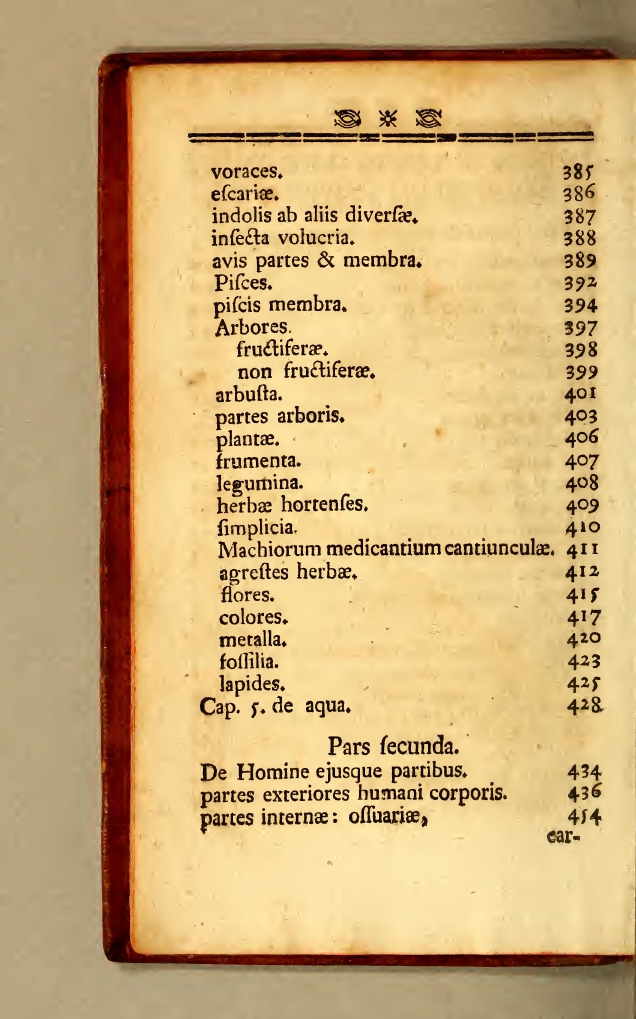 voraces. 385
eſcariæ. 386
indolis ab aliis diverſæ. 387
inſecta volucria. 388
avis partes & membra. 389
Piſces. 392
piſcis membra. 394
Arbores. 397
fructiferæ. 398
non fructiferæ. 399
arbuſta. 401
partes arboris. 403
plantæ. 406
frumenta. 407
legumina. 408
herbæ hortenſes. 409
ſimplicia. 410
Machiorum medicantium cantiunculæ. 411
agreſtes herbæ. 412
flores. 415
colores. 417
metalla. 420
foſſilia. 423
lapides. 425
Cap. 5. de aqua. 428
Pars ſecunda.
De Homine ejusque partibus. 434
partes exteriores humani corporis. 436
partes internæ: oſſuariæ, 454
car-